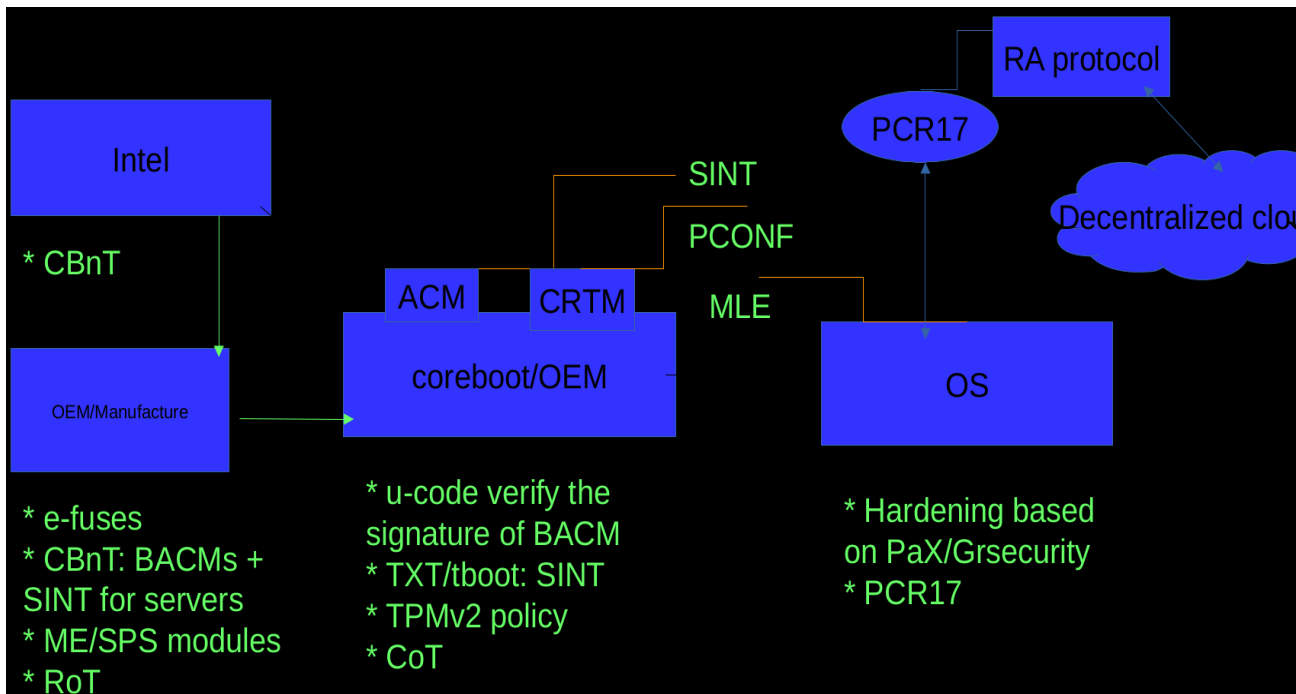 RA protocol
PCR17
Intel
SINT
Decentralized clou
PCONF
* CBnT
ACM
CRTM
MLE
coreboot/OEM
OS
OEM/Manufacture
* e-fuses
* CBnT: BACMs +
SINT for servers
* ME/SPS modules
* RoT
* u-code verify the
signature of BACM
* TXT/tboot: SINT
* TPMv2 policy
* CoT
* Hardening based
on PaX/Grsecurity
* PCR17